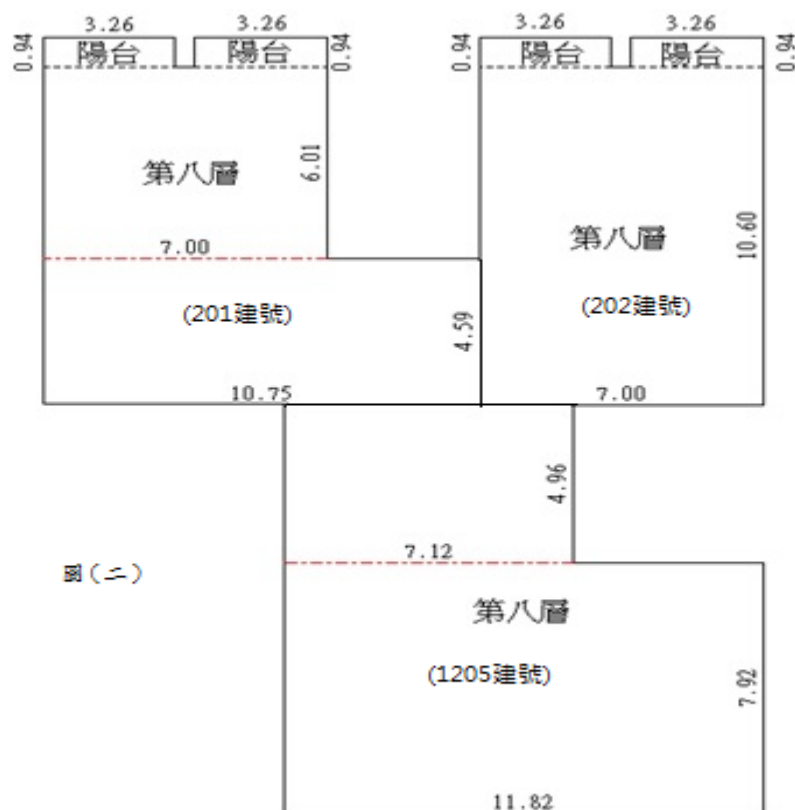 3.26 3.26 3.26 3.26
0.94 陽台 陽台 0.94 0.94 陽台 陽台 0.94
第八層 6.01
第八層 10.60
7.00
(201建號) 4.59 (202建號)
10.75 7.00
4.96
7.12
圖(二)
第八層
(1205建號) 7.92
11.82